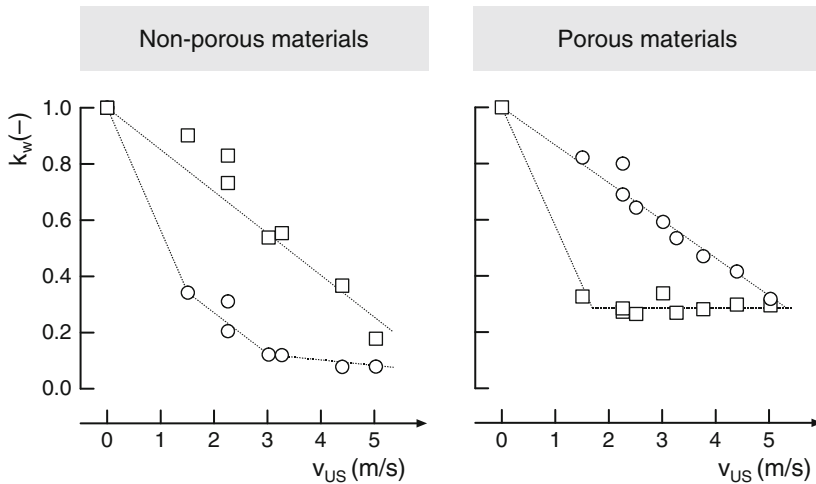 Non-porous materials
Porous materials
k_w(–)
1.0
0.8
0.6
0.4
0.2
0.0
0 1 2 3 4 5
v_US (m/s)
0 1 2 3 4 5
v_US (m/s)